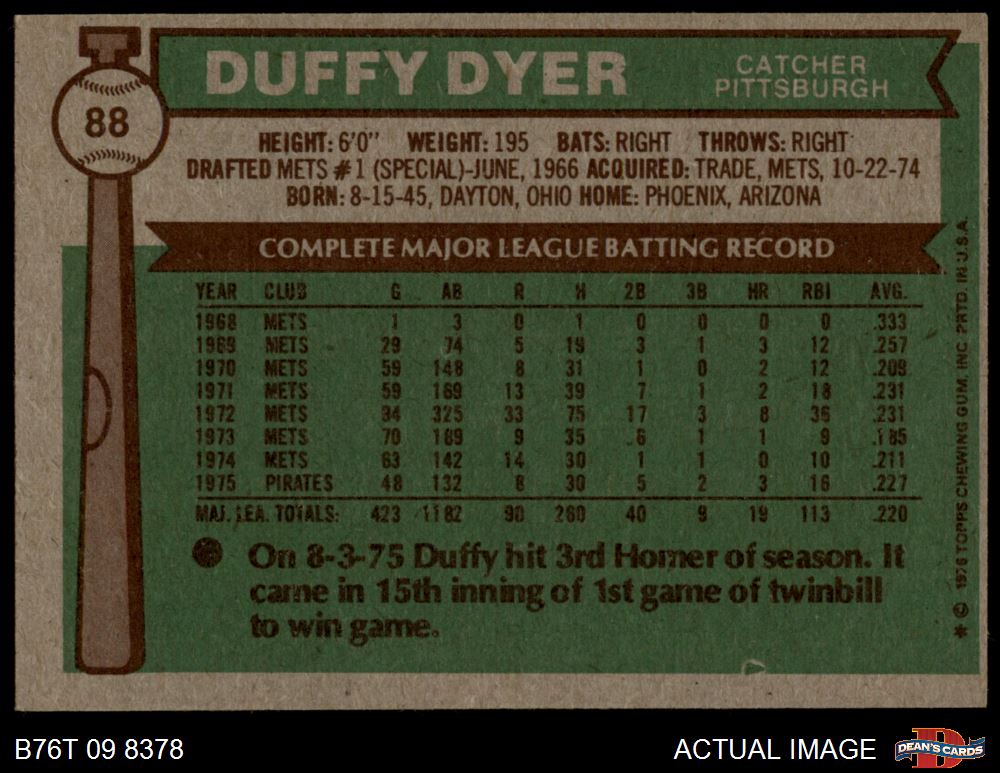 88
DUFFY DYER
CATCHER
PITTSBURGH
HEIGHT: 6'0" WEIGHT: 195 BATS: RIGHT THROWS: RIGHT
DRAFTED METS #1 (SPECIAL)-JUNE, 1966 ACQUIRED: TRADE, METS, 10-22-74
BORN: 8-15-45, DAYTON, OHIO HOME: PHOENIX, ARIZONA
COMPLETE MAJOR LEAGUE BATTING RECORD
YEAR CLUB G AB R H 2B 3B HR RBI AVG.
1968 METS 1 3 0 1 0 0 0 0 .333
1969 METS 29 74 5 19 3 1 3 12 .257
1970 METS 59 148 8 31 1 0 2 12 .209
1971 METS 59 169 13 39 7 1 2 18 .231
1972 METS 94 325 33 75 17 3 8 36 .231
1973 METS 70 189 9 35 6 1 1 9 .185
1974 METS 63 142 14 30 1 1 0 10 .211
1975 PIRATES 48 132 8 30 5 2 3 16 .227
MAJ. LEA. TOTALS: 423 1182 90 260 40 9 19 113 .220
On 8-3-75 Duffy hit 3rd Homer of season. It
came in 15th inning of 1st game of twinbill
to win game.
* © 1976 TOPPS CHEWING GUM, INC. PRTD. IN U.S.A.
B76T 09 8378
ACTUAL IMAGE
D
DEAN'S CARDS